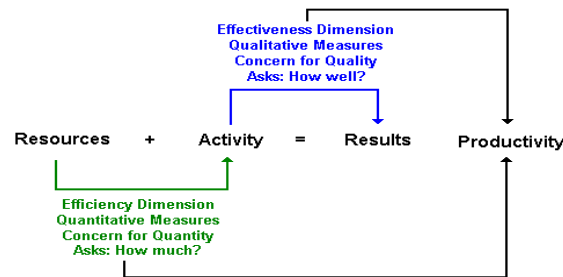 Effectiveness Dimension
Qualitative Measures
Concern for Quality
Asks: How well?
Resources + Activity = Results Productivity
Efficiency Dimension
Quantitative Measures
Concern for Quantity
Asks: How much?